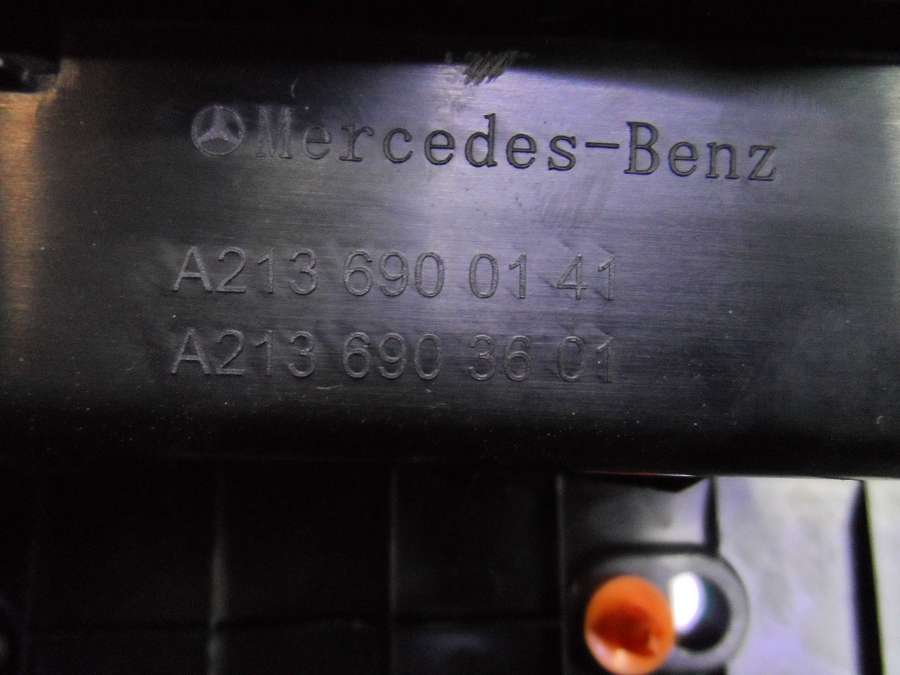 Mercedes-Benz
A213 690 01 41
A213 690 36 01